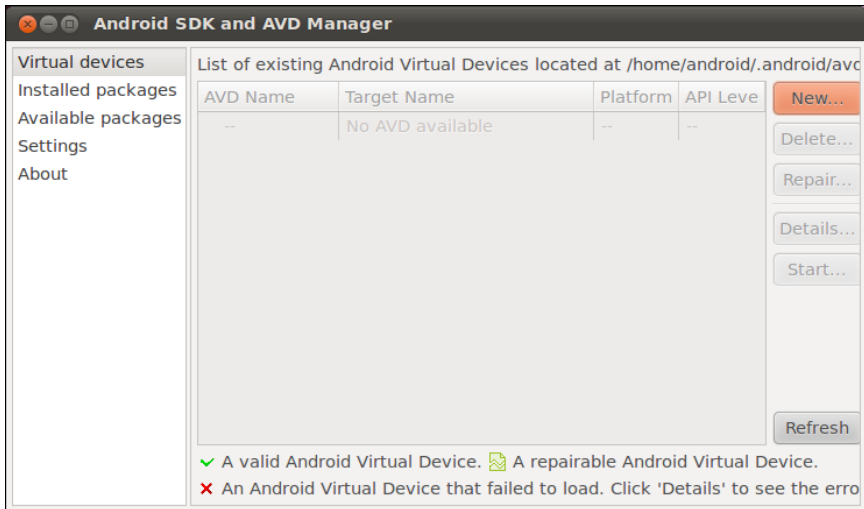 Android SDK and AVD Manager
Virtual devices
Installed packages
Available packages
Settings
About
List of existing Android Virtual Devices located at /home/android/.android/avd
AVD Name Target Name Platform API Leve
-- No AVD available -- --
New...
Delete...
Repair...
Details...
Start...
Refresh
A valid Android Virtual Device. A repairable Android Virtual Device.
An Android Virtual Device that failed to load. Click 'Details' to see the erro